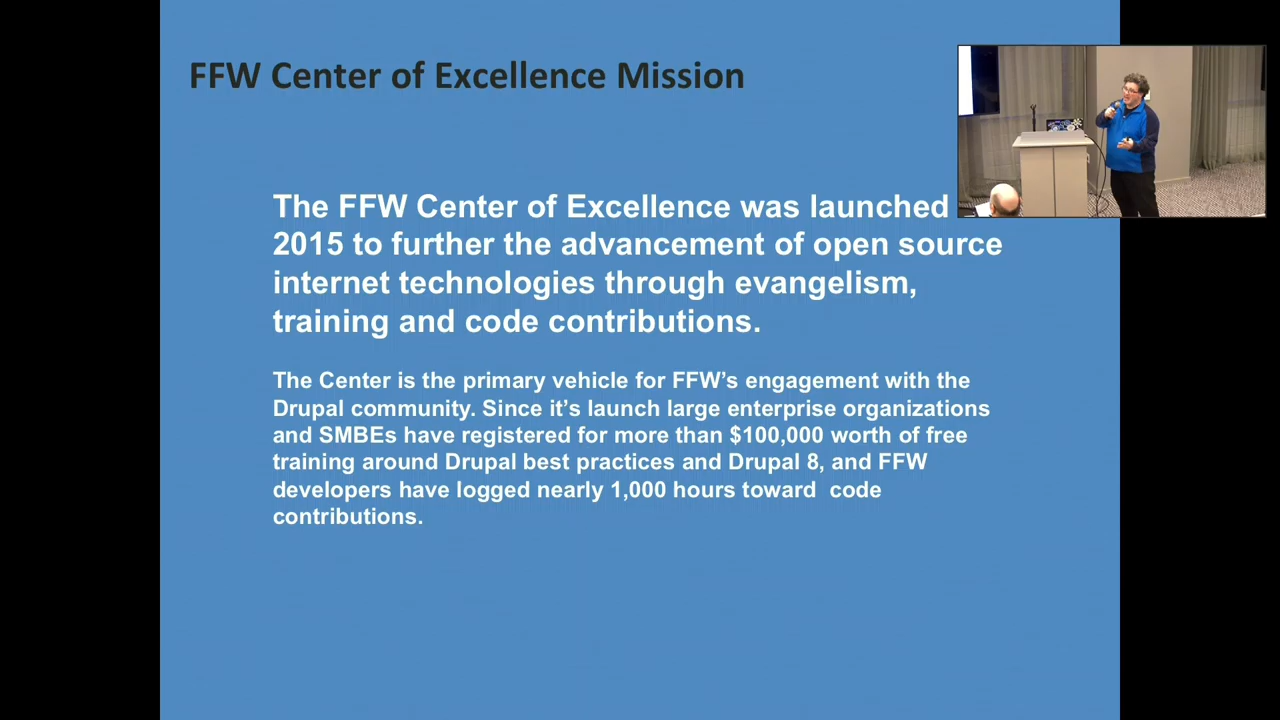 FFW Center of Excellence Mission
The FFW Center of Excellence was launched
2015 to further the advancement of open source
internet technologies through evangelism,
training and code contributions.
The Center is the primary vehicle for FFW’s engagement with the
Drupal community. Since it’s launch large enterprise organizations
and SMBEs have registered for more than $100,000 worth of free
training around Drupal best practices and Drupal 8, and FFW
developers have logged nearly 1,000 hours toward  code
contributions.